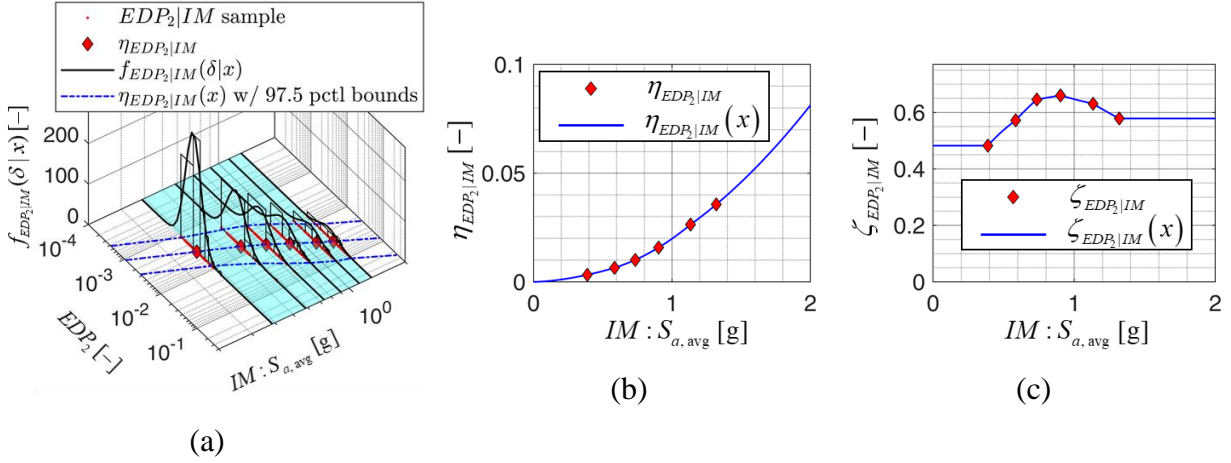 EDP₂|IM sample
η_{EDP₂|IM}
f_{EDP₂|IM}(δ|x)
η_{EDP₂|IM}(x) w/ 97.5 pctl bounds
f_{EDP₂|IM}(δ | x) [-]
200
100
0
10⁻⁴
10⁻³
10⁻²
10⁻¹
10⁰
EDP₂ [-]
IM : S_{a, avg} [g]
(a)
η_{EDP₂|IM} [-]
0.1
0.05
0
0
1
2
η_{EDP₂|IM}
η_{EDP₂|IM}(x)
IM : S_{a, avg} [g]
(b)
ζ_{EDP₂|IM} [-]
0.6
0.4
0.2
0
0
1
2
ζ_{EDP₂|IM}
ζ_{EDP₂|IM}(x)
IM : S_{a, avg} [g]
(c)